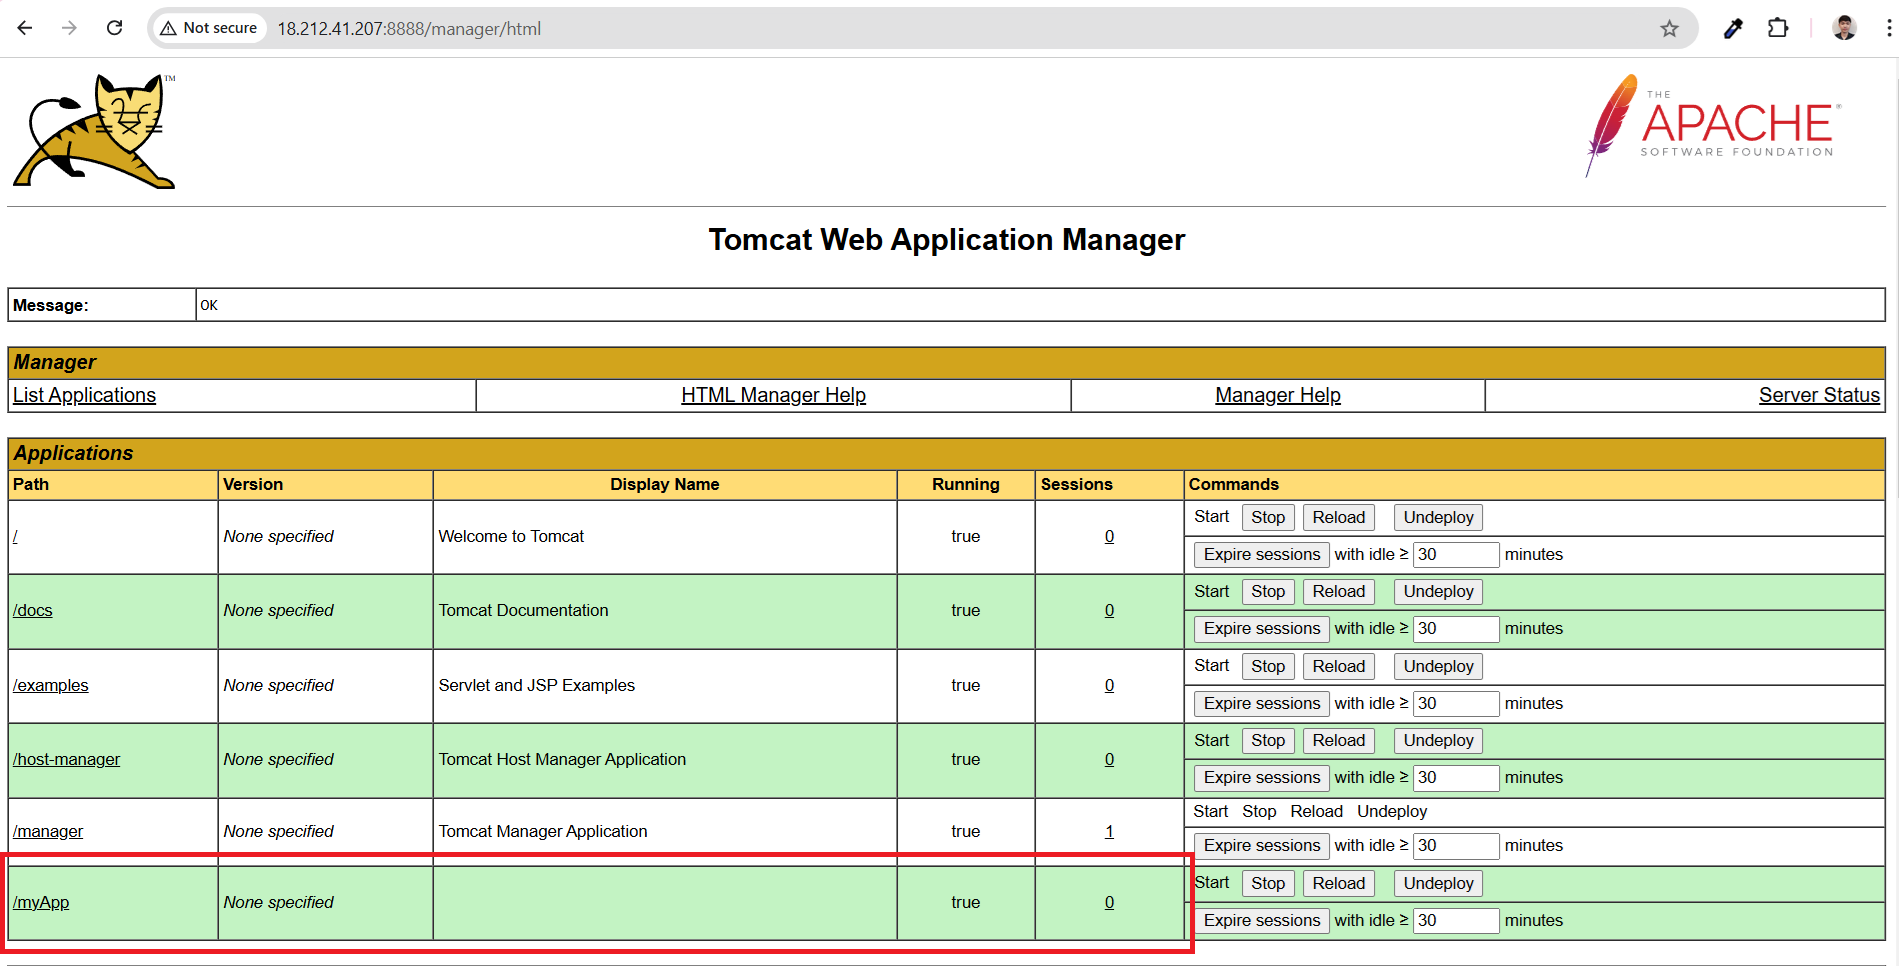 Not secure 18.212.41.207:8888/manager/html
TM
THE
APACHE®
SOFTWARE FOUNDATION
Tomcat Web Application Manager
Message: OK
Manager
List Applications HTML Manager Help Manager Help Server Status
Applications
Path Version Display Name Running Sessions Commands
/ None specified Welcome to Tomcat true 0 Start Stop Reload Undeploy
Expire sessions with idle ≥ 30 minutes
/docs None specified Tomcat Documentation true 0 Start Stop Reload Undeploy
Expire sessions with idle ≥ 30 minutes
/examples None specified Servlet and JSP Examples true 0 Start Stop Reload Undeploy
Expire sessions with idle ≥ 30 minutes
/host-manager None specified Tomcat Host Manager Application true 0 Start Stop Reload Undeploy
Expire sessions with idle ≥ 30 minutes
/manager None specified Tomcat Manager Application true 1 Start Stop Reload Undeploy
Expire sessions with idle ≥ 30 minutes
/myApp None specified true 0 Start Stop Reload Undeploy
Expire sessions with idle ≥ 30 minutes